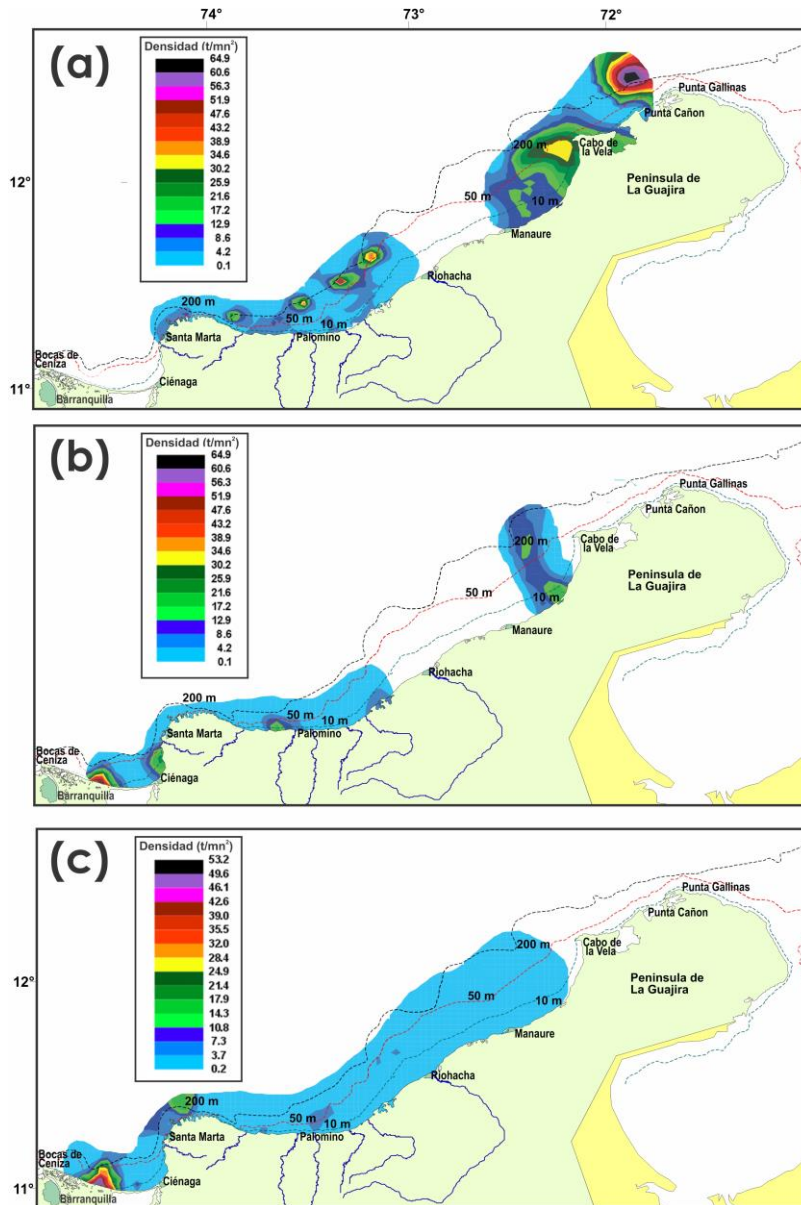 74° 73° 72°
(a)
Densidad (t/mn²)
64.9
60.6
56.3
51.9
47.6
43.2
38.9
34.6
30.2
25.9
21.6
17.2
12.9
8.6
4.2
0.1
Punta Gallinas
Punta Cañon
200 m
Cabo de
la Vela
12°
Peninsula de
La Guajira
50 m
10 m
Manaure
Riohacha
200 m
50 m
10 m
Santa Marta
Palomino
Bocas de
Ceniza
Ciénaga
11°
Barranquilla
(b)
Densidad (t/mn²)
64.9
60.6
56.3
51.9
47.6
43.2
38.9
34.6
30.2
25.9
21.6
17.2
12.9
8.6
4.2
0.1
Punta Gallinas
Punta Cañon
200 m
Cabo de
la Vela
Peninsula de
La Guajira
50 m
10 m
Manaure
Riohacha
200 m
50 m
10 m
Santa Marta
Palomino
Bocas de
Ceniza
Ciénaga
Barranquilla
(c)
Densidad (t/mn²)
53.2
49.6
46.1
42.6
39.0
35.5
32.0
28.4
24.9
21.4
17.9
14.3
10.8
7.3
3.7
0.2
Punta Gallinas
Punta Cañon
200 m
Cabo de
la Vela
12°
Peninsula de
La Guajira
50 m
10 m
Manaure
Riohacha
200 m
50 m
10 m
Santa Marta
Palomino
Bocas de
Ceniza
Ciénaga
11°
Barranquilla